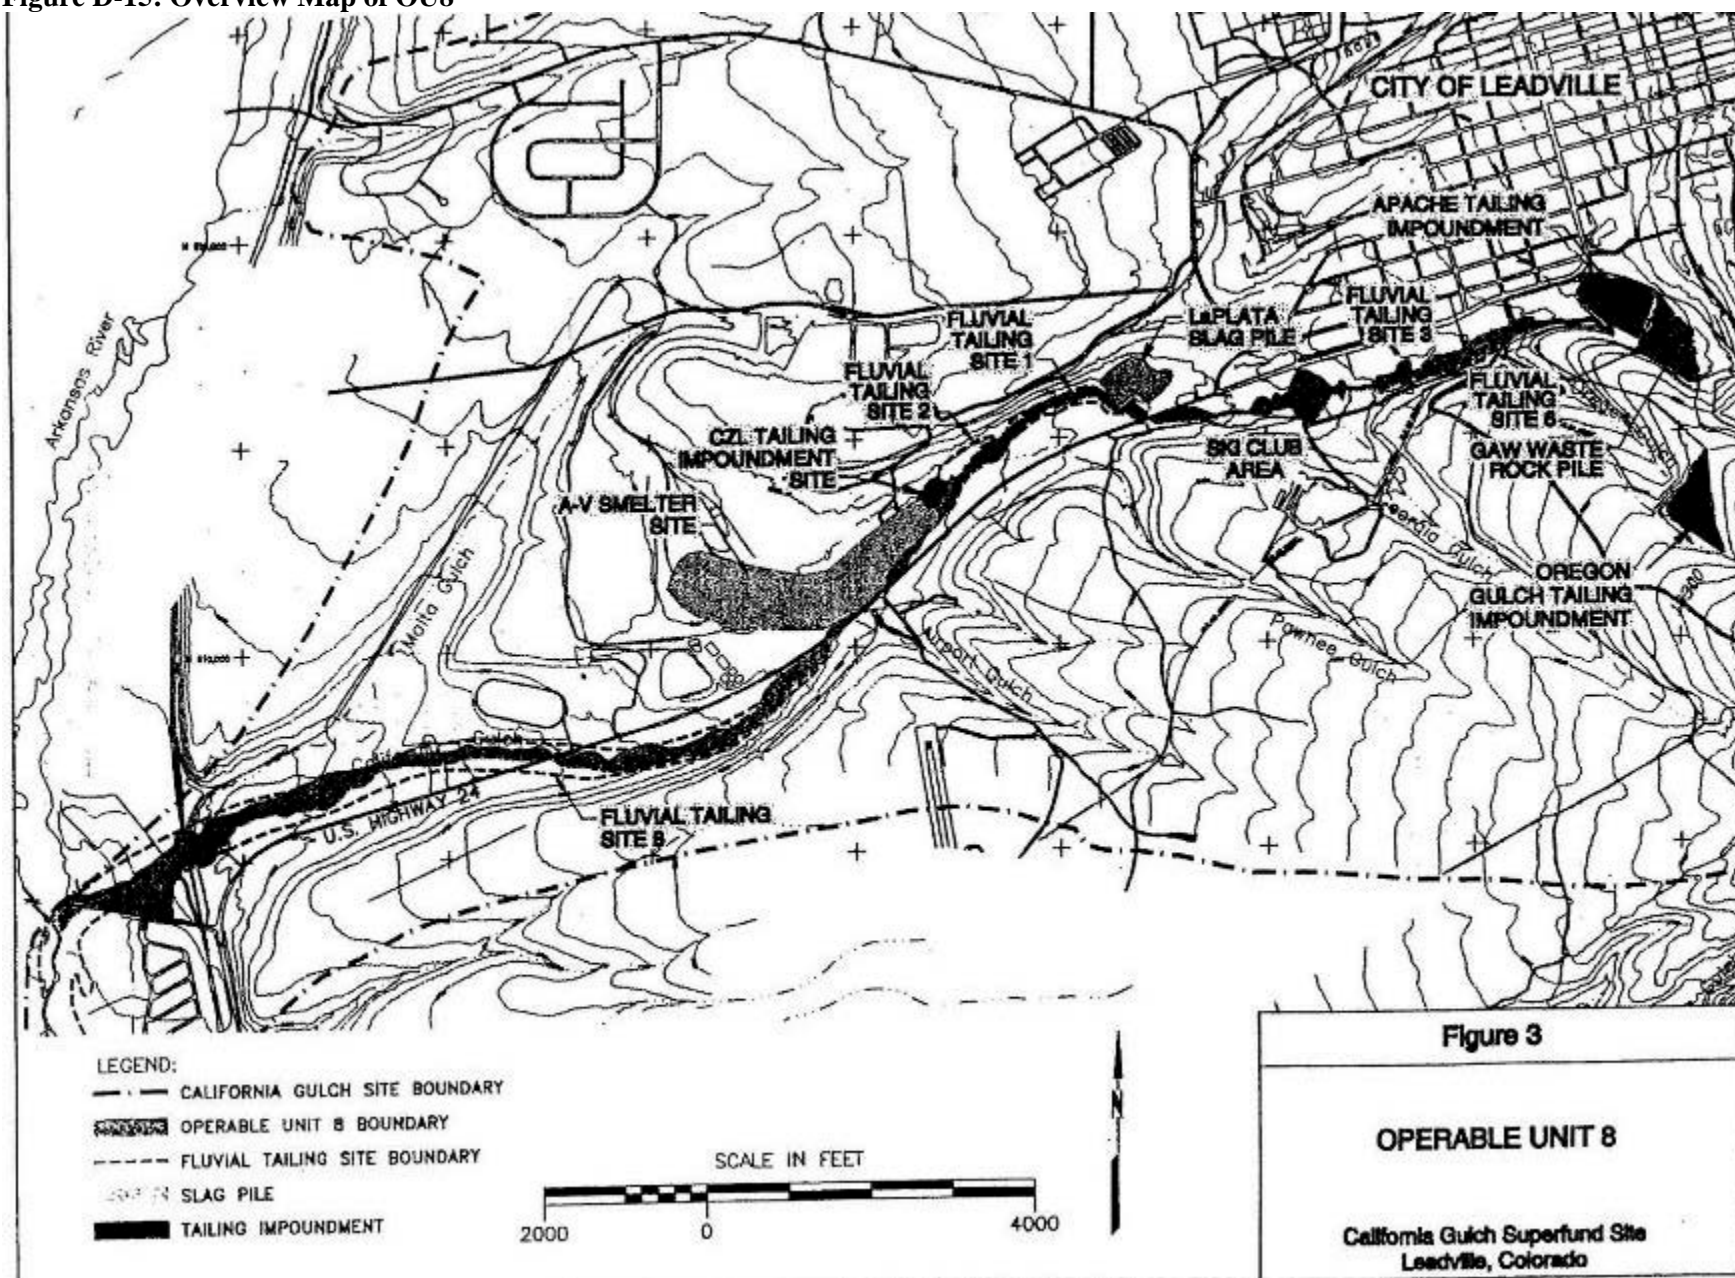 Figure D-15: Overview Map of OU8
CITY OF LEADVILLE
APACHE TAILING
IMPOUNDMENT
FLUVIAL
TAILING
SITE 3
LaPLATA
SLAG PILE
FLUVIAL
TAILING
SITE 1
FLUVIAL
TAILING
SITE 2
FLUVIAL
TAILING
SITE 6
CZL TAILING
IMPOUNDMENT
SITE
SKI CLUB
AREA
GAW WASTE
ROCK PILE
A-V SMELTER
SITE
Arkansas River
Malta Gulch
Georgia Gulch
OREGON
GULCH TAILING
IMPOUNDMENT
Pawnee Gulch
Airport Gulch
California Gulch
U.S. HIGHWAY 24
FLUVIAL TAILING
SITE 8
LEGEND:
CALIFORNIA GULCH SITE BOUNDARY
OPERABLE UNIT 8 BOUNDARY
FLUVIAL TAILING SITE BOUNDARY
SLAG PILE
TAILING IMPOUNDMENT
SCALE IN FEET
2000 0 4000
N
Figure 3
OPERABLE UNIT 8
California Gulch Superfund Site
Leadville, Colorado